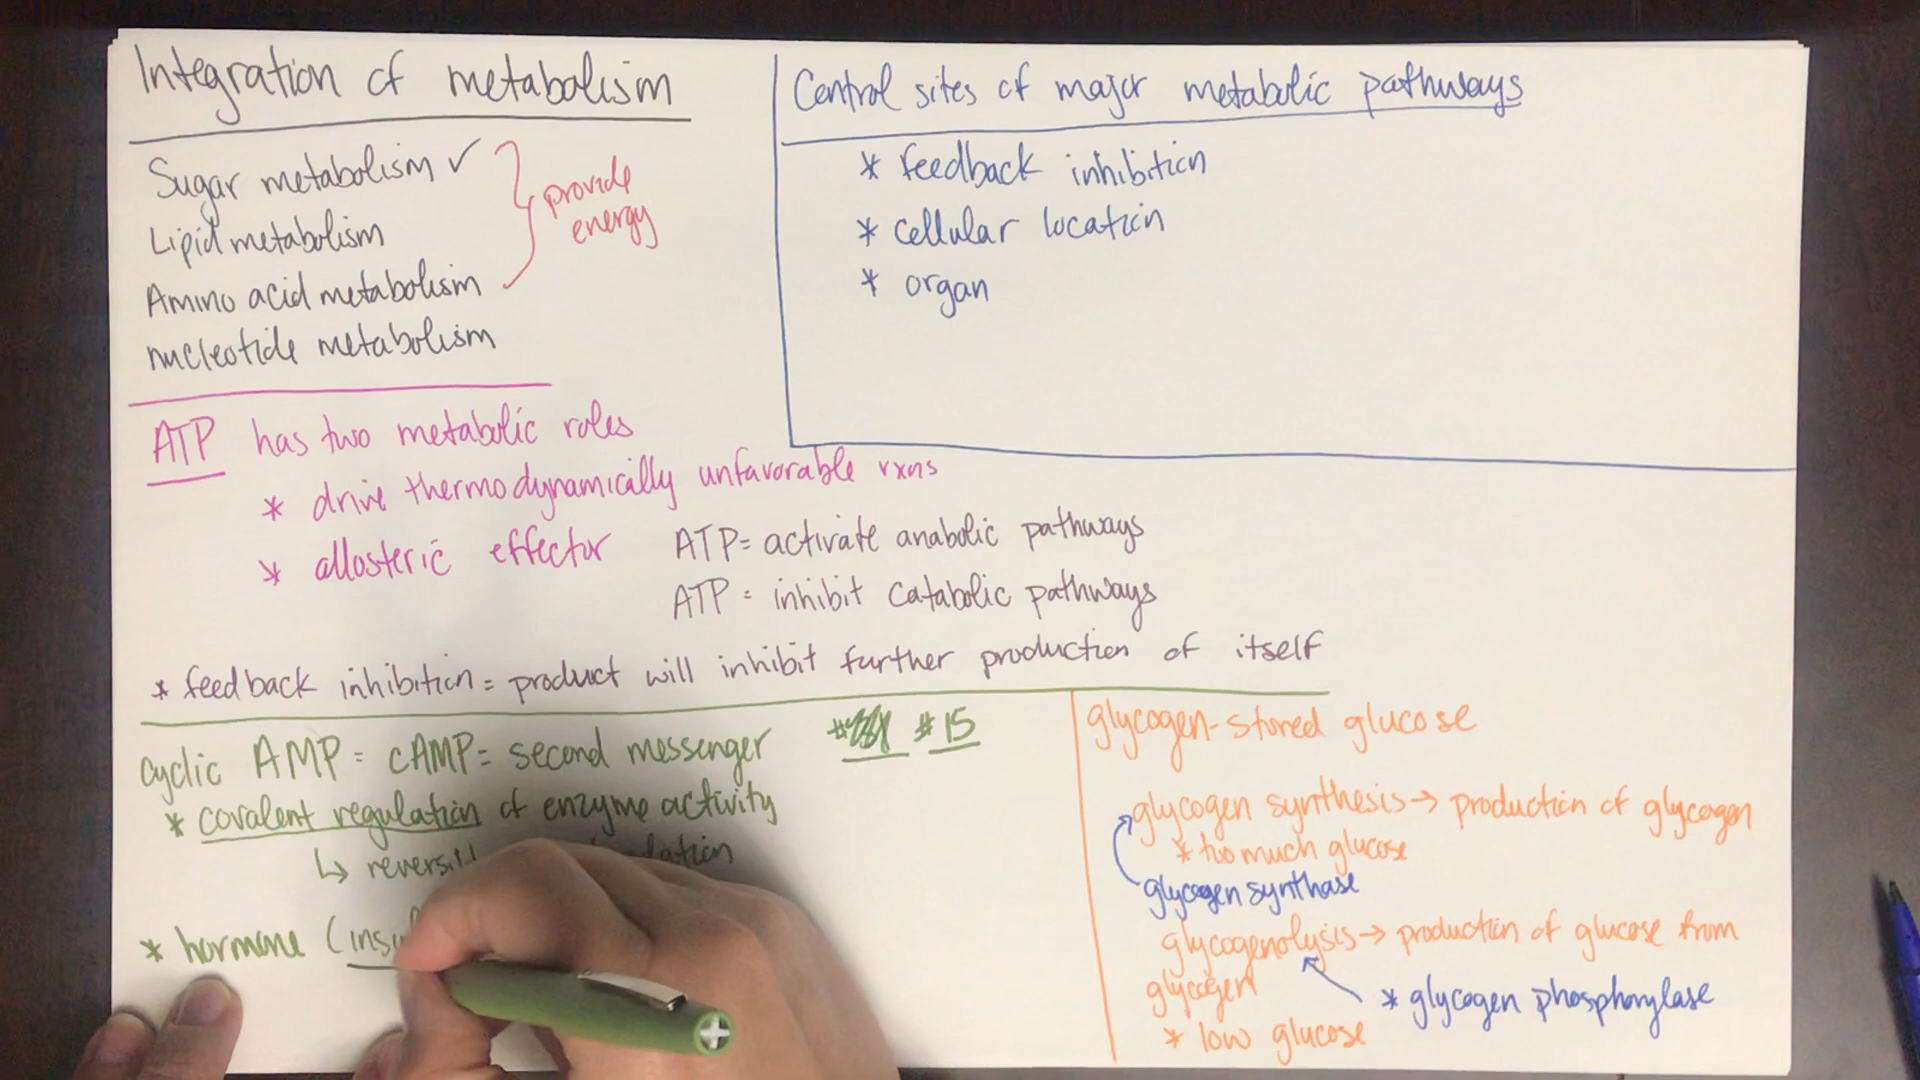 Integration of metabolism
Sugar metabolism ✓
Lipid metabolism
Amino acid metabolism
nucleotide metabolism
provide
energy
Control sites of major metabolic pathways
* feedback inhibition
* cellular location
* organ
ATP has two metabolic roles
* drive thermodynamically unfavorable rxns
* allosteric effector
ATP = activate anabolic pathways
ATP = inhibit catabolic pathways
* feedback inhibition = product will inhibit further production of itself
cyclic AMP = cAMP = second messenger
#15
* covalent regulation of enzyme activity
↳
* hormone (
glycogen - stored glucose
glycogen synthesis → production of glycogen
* too much glucose
glycogen synthase
glycogenolysis → production of glucose from
glycogen
* glycogen phosphorylase
* low glucose